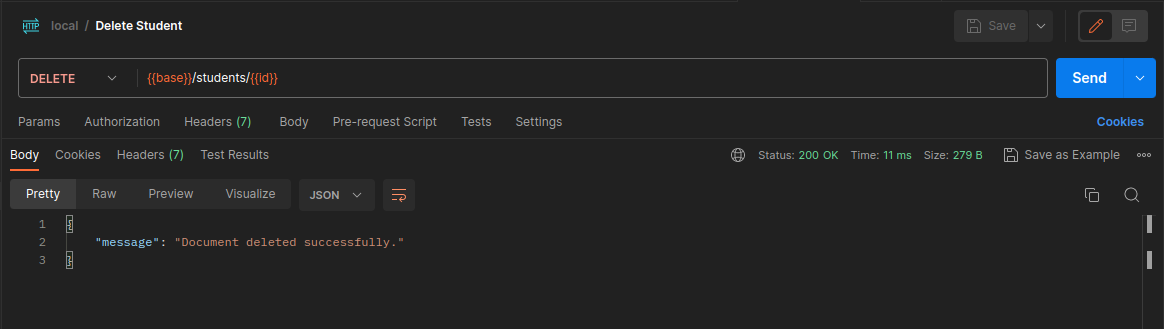 HTTP local / Delete Student Save
DELETE {{base}}/students/{{id}} Send
Params Authorization Headers (7) Body Pre-request Script Tests Settings Cookies
Body Cookies Headers (7) Test Results Status: 200 OK Time: 11 ms Size: 279 B Save as Example
Pretty Raw Preview Visualize JSON
1 {
2 "message": "Document deleted successfully."
3 }